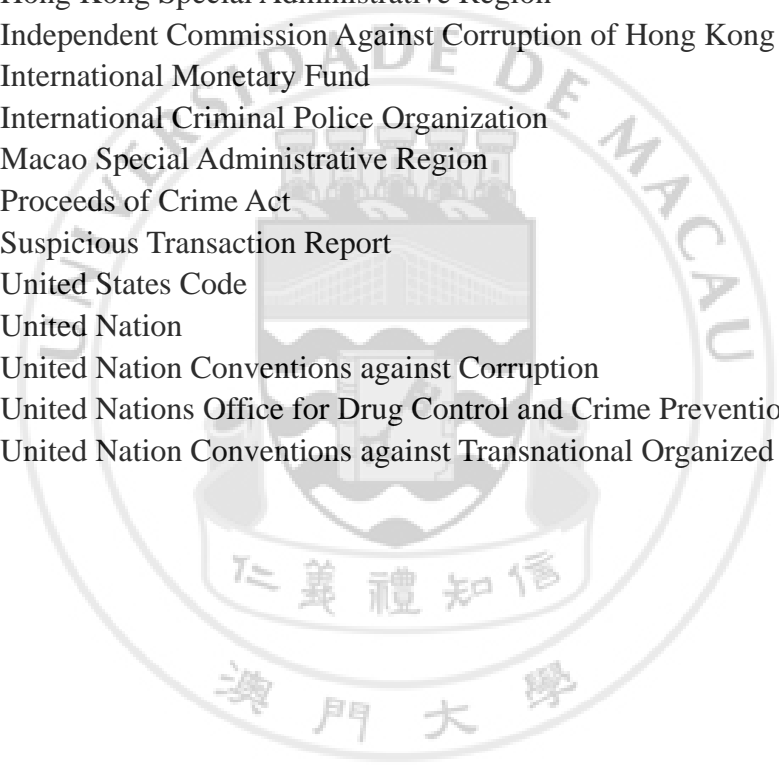 Hong Kong Special Administrative Region
Independent Commission Against Corruption of Hong Kong
International Monetary Fund
International Criminal Police Organization
Macao Special Administrative Region
Proceeds of Crime Act
Suspicious Transaction Report
United States Code
United Nation
United Nation Conventions against Corruption
United Nations Office for Drug Control and Crime Preventio
United Nation Conventions against Transnational Organized
UNIVERSIDADE DE MACAU
仁義禮知信
澳門大學